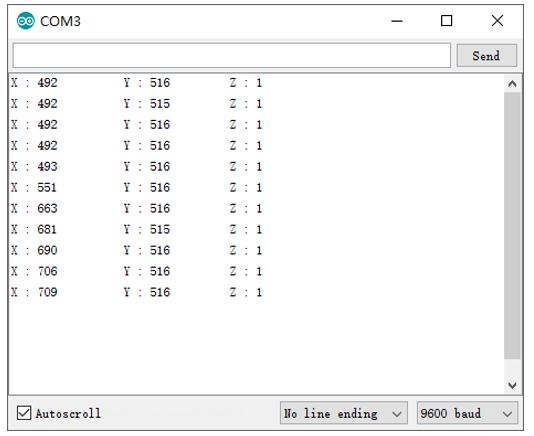 COM3
Send
X : 492 Y : 516 Z : 1
X : 492 Y : 515 Z : 1
X : 492 Y : 516 Z : 1
X : 492 Y : 516 Z : 1
X : 493 Y : 516 Z : 1
X : 551 Y : 516 Z : 1
X : 663 Y : 516 Z : 1
X : 681 Y : 515 Z : 1
X : 690 Y : 516 Z : 1
X : 706 Y : 516 Z : 1
X : 709 Y : 516 Z : 1
Autoscroll No line ending 9600 baud